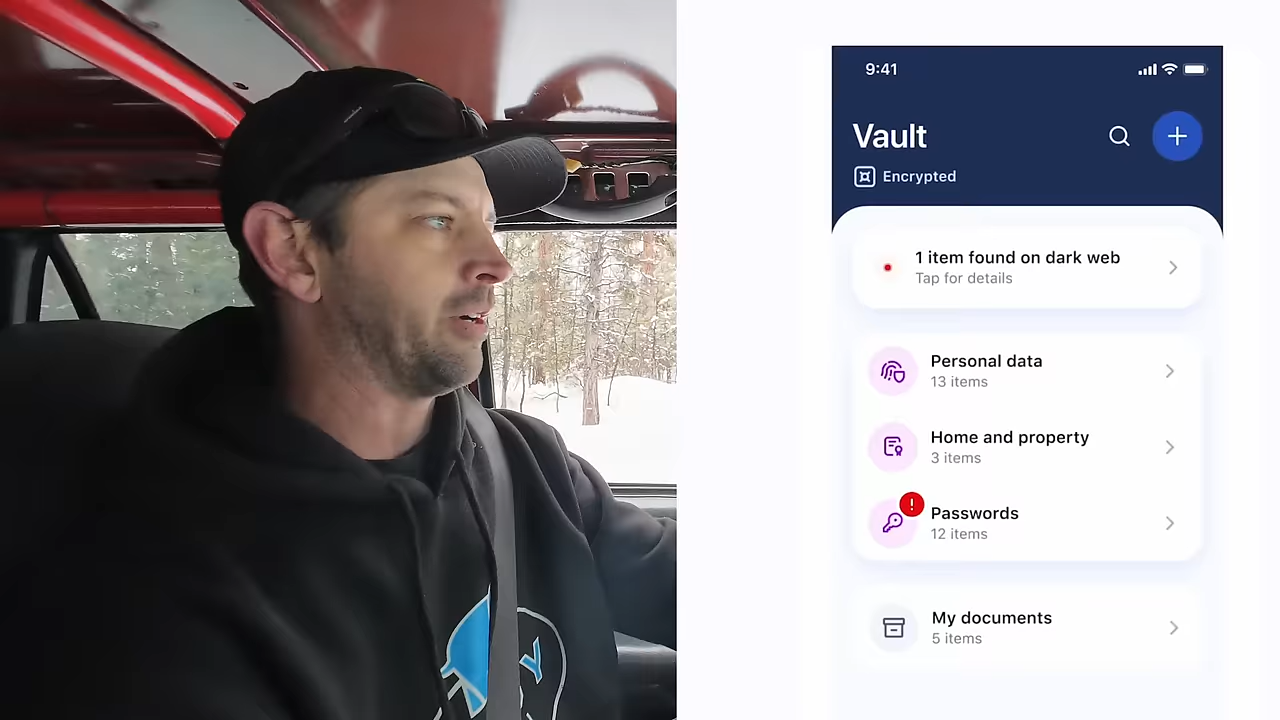 9:41
Vault
Encrypted
1 item found on dark web
Tap for details
Personal data
13 items
Home and property
3 items
!
Passwords
12 items
My documents
5 items